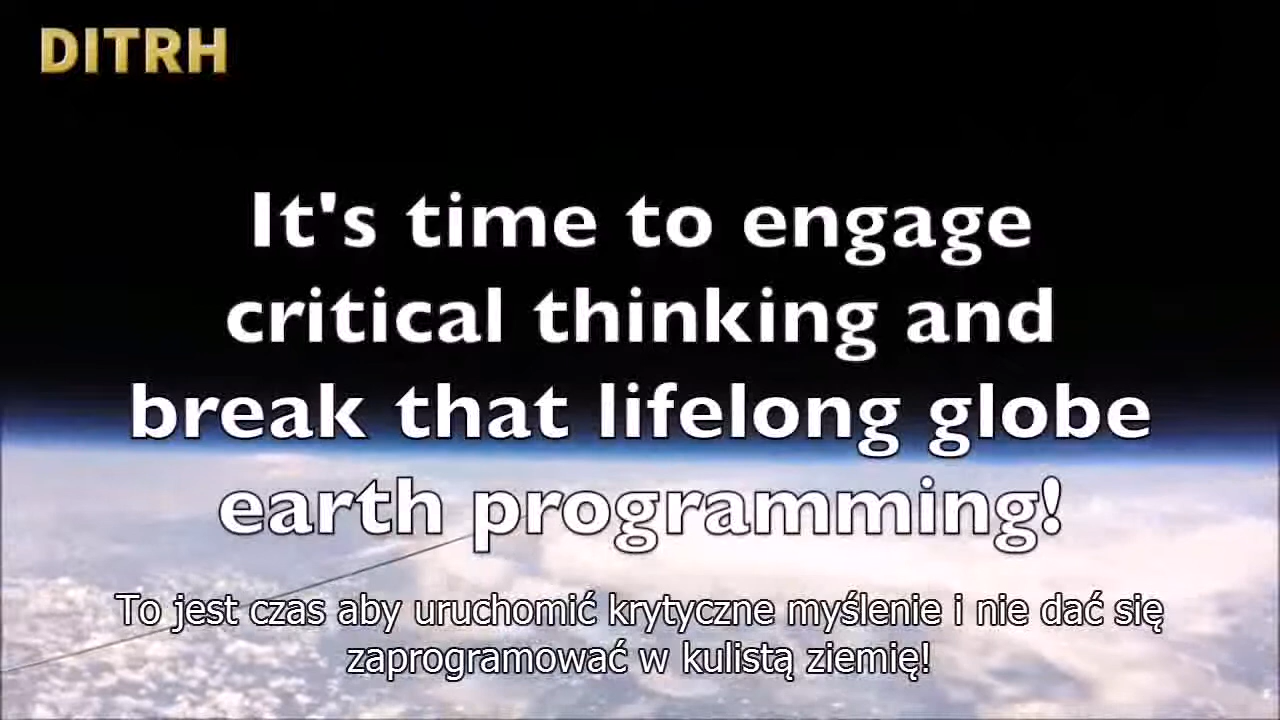 DITRH
It's time to engage
critical thinking and
break that lifelong globe
earth programming!
To jest czas aby uruchomić krytyczne myślenie i nie dać się
zaprogramować w kulistą ziemię!